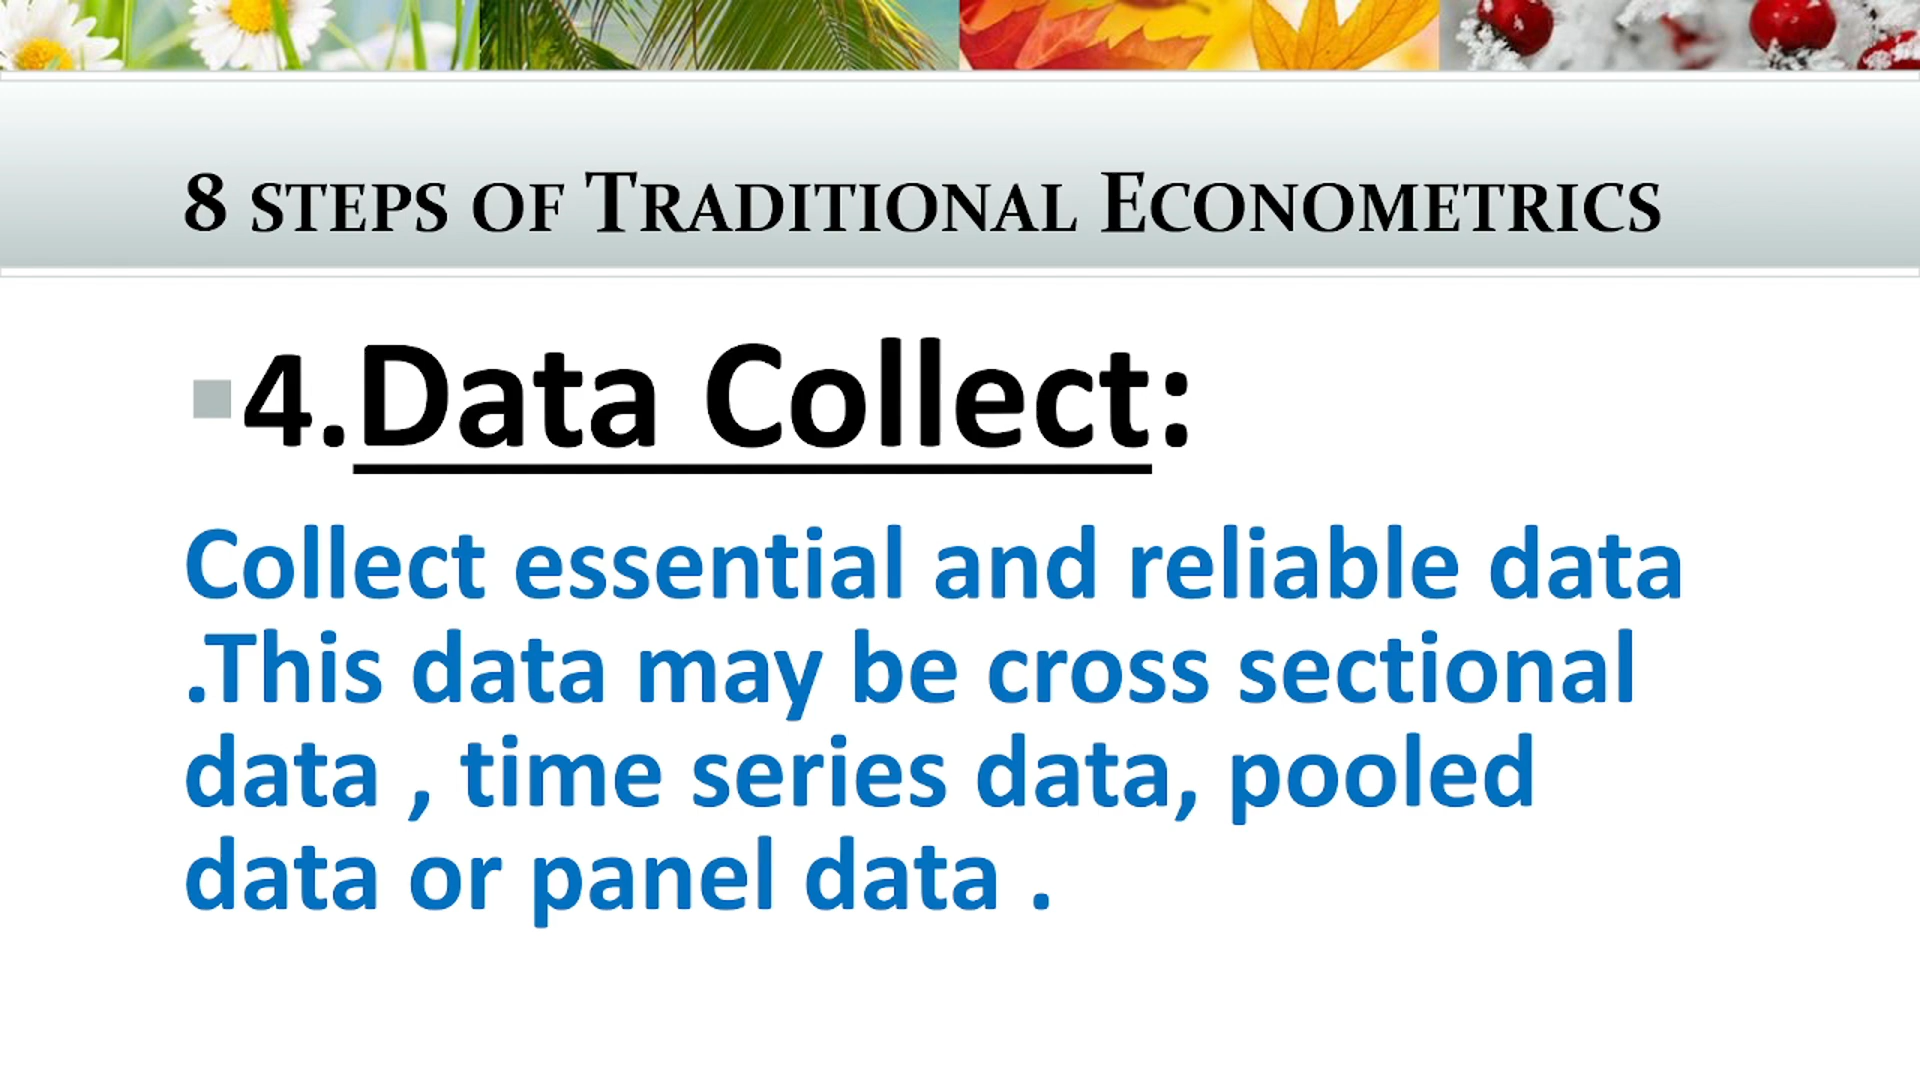 8 STEPS OF TRADITIONAL ECONOMETRICS
4.Data Collect:
Collect essential and reliable data
.This data may be cross sectional
data , time series data, pooled
data or panel data .